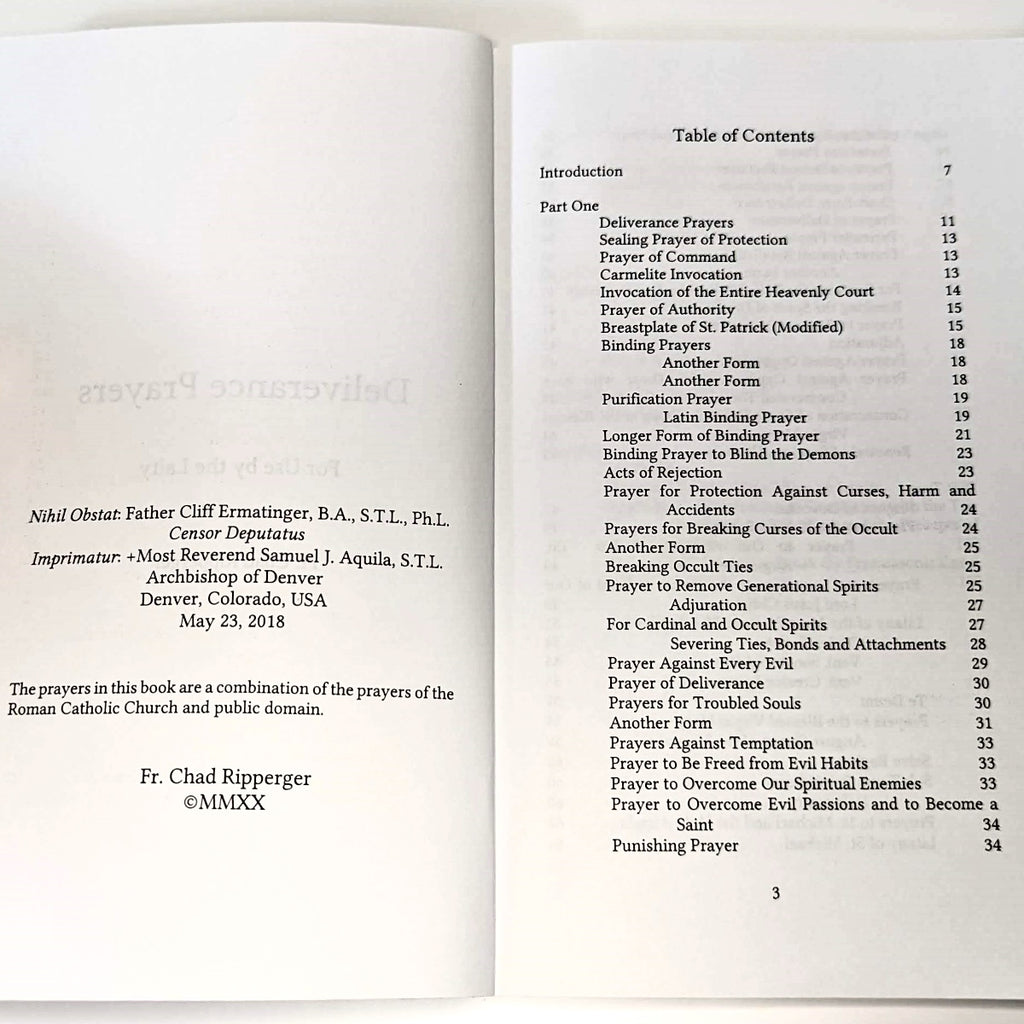 Deliverance Prayers
For Use by the Laity
Nihil Obstat: Father Cliff Ermatinger, B.A., S.T.L., Ph.L.
Censor Deputatus
Imprimatur: +Most Reverend Samuel J. Aquila, S.T.L.
Archbishop of Denver
Denver, Colorado, USA
May 23, 2018
The prayers in this book are a combination of the prayers of the
Roman Catholic Church and public domain.
Fr. Chad Ripperger
©MMXX
Table of Contents
Introduction 7
Part One
Deliverance Prayers 11
Sealing Prayer of Protection 13
Prayer of Command 13
Carmelite Invocation 13
Invocation of the Entire Heavenly Court 14
Prayer of Authority 15
Breastplate of St. Patrick (Modified) 15
Binding Prayers 18
Another Form 18
Another Form 18
Purification Prayer 19
Latin Binding Prayer 19
Longer Form of Binding Prayer 21
Binding Prayer to Blind the Demons 23
Acts of Rejection 23
Prayer for Protection Against Curses, Harm and
Accidents 24
Prayers for Breaking Curses of the Occult 24
Another Form 25
Breaking Occult Ties 25
Prayer to Remove Generational Spirits 25
Adjuration 27
For Cardinal and Occult Spirits 27
Severing Ties, Bonds and Attachments 28
Prayer Against Every Evil 29
Prayer of Deliverance 30
Prayers for Troubled Souls 30
Another Form 31
Prayers Against Temptation 33
Prayer to Be Freed from Evil Habits 33
Prayer to Overcome Our Spiritual Enemies 33
Prayer to Overcome Evil Passions and to Become a
Saint 34
Punishing Prayer 34
3